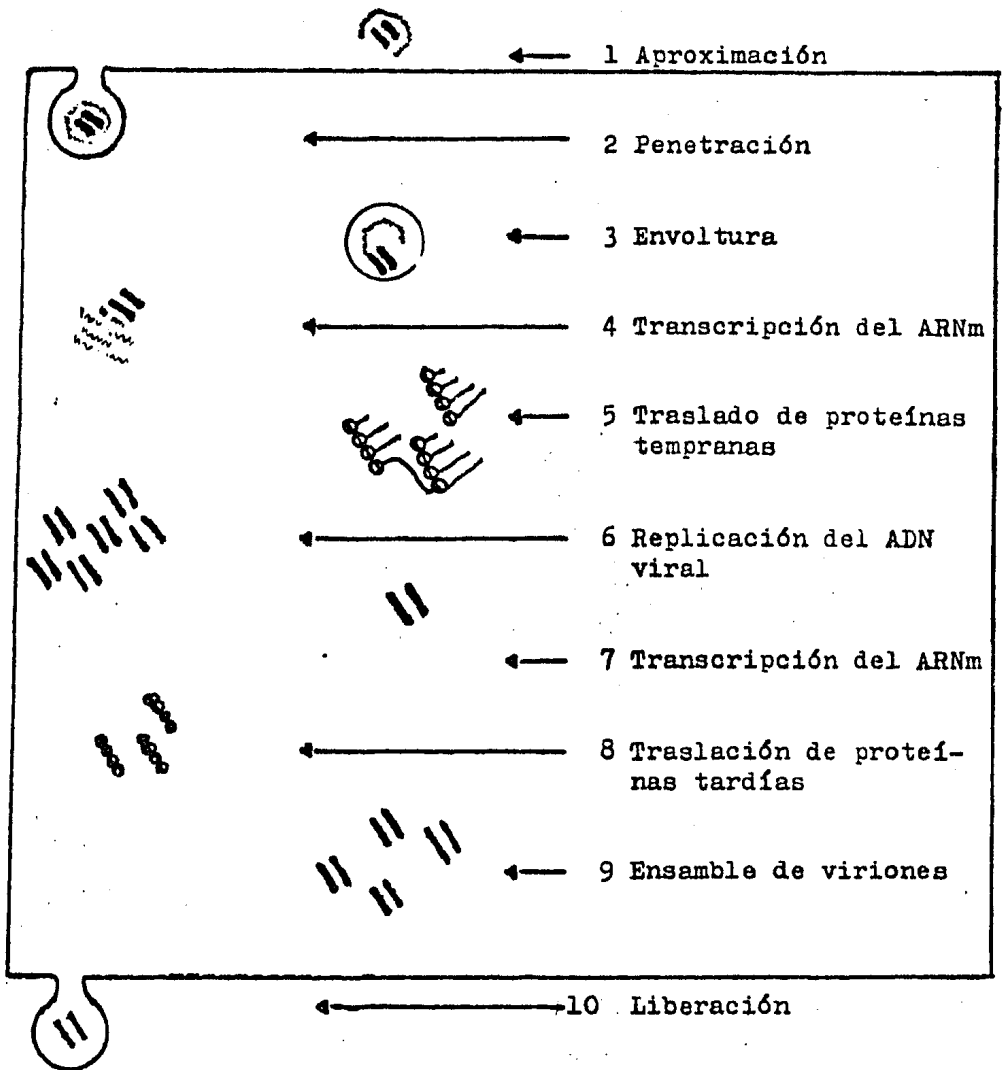 1 Aproximación
2 Penetración
3 Envoltura
4 Transcripción del ARNm
5 Traslado de proteínas
tempranas
6 Replicación del ADN
viral
7 Transcripción del ARNm
8 Traslación de proteí-
nas tardías
9 Ensamble de viriones
10 Liberación